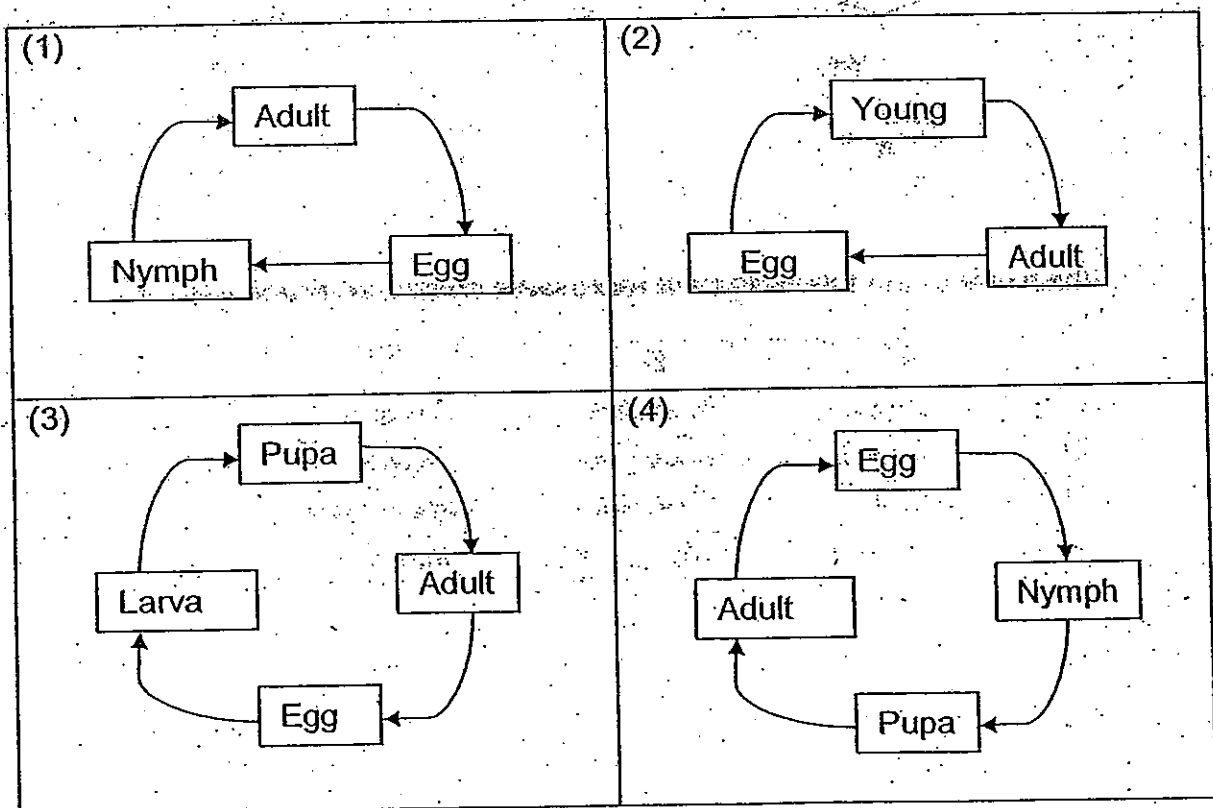 (1)
Adult
Nymph
Egg
(2)
Young
Egg
Adult
(3)
Pupa
Larva
Adult
Egg
(4)
Egg
Adult
Nymph
Pupa